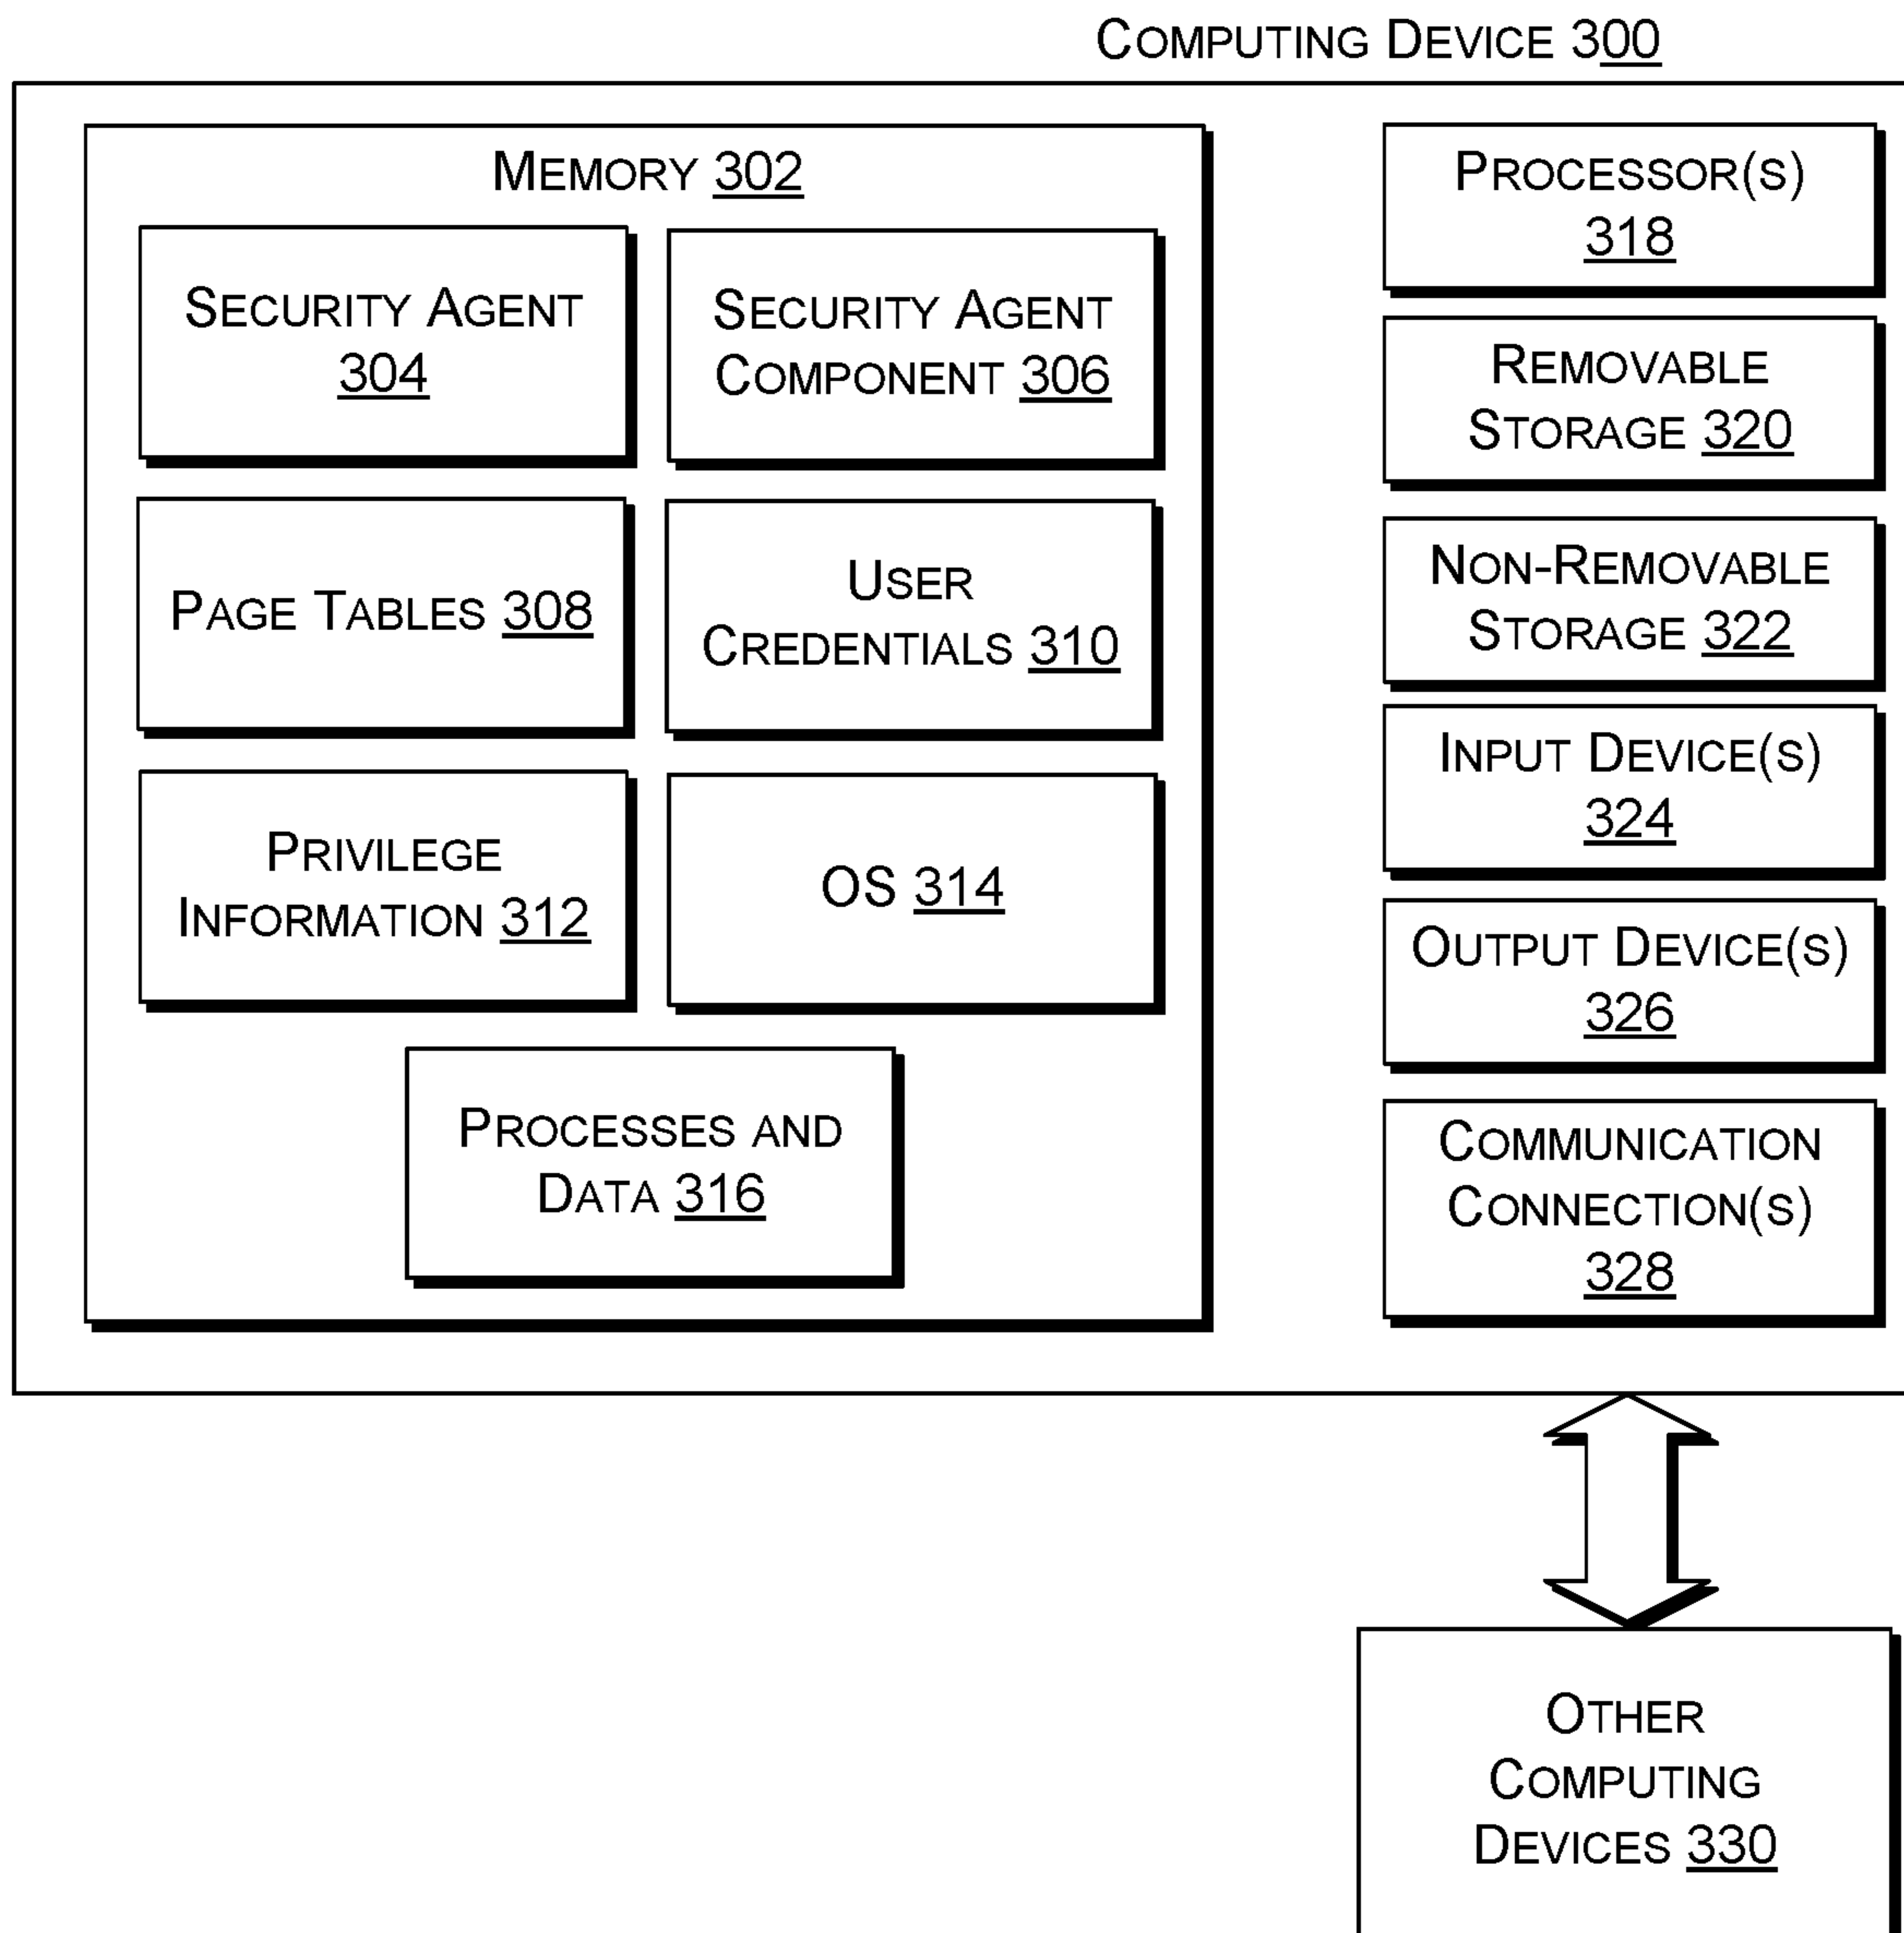 COMPUTING DEVICE 300
MEMORY 302
SECURITY AGENT
304
SECURITY AGENT
COMPONENT 306
PAGE TABLES 308
USER
CREDENTIALS 310
PRIVILEGE
INFORMATION 312
OS 314
PROCESSES AND
DATA 316
PROCESSOR(S)
318
REMOVABLE
STORAGE 320
NON-REMOVABLE
STORAGE 322
INPUT DEVICE(S)
324
OUTPUT DEVICE(S)
326
COMMUNICATION
CONNECTION(S)
328
OTHER
COMPUTING
DEVICES 330